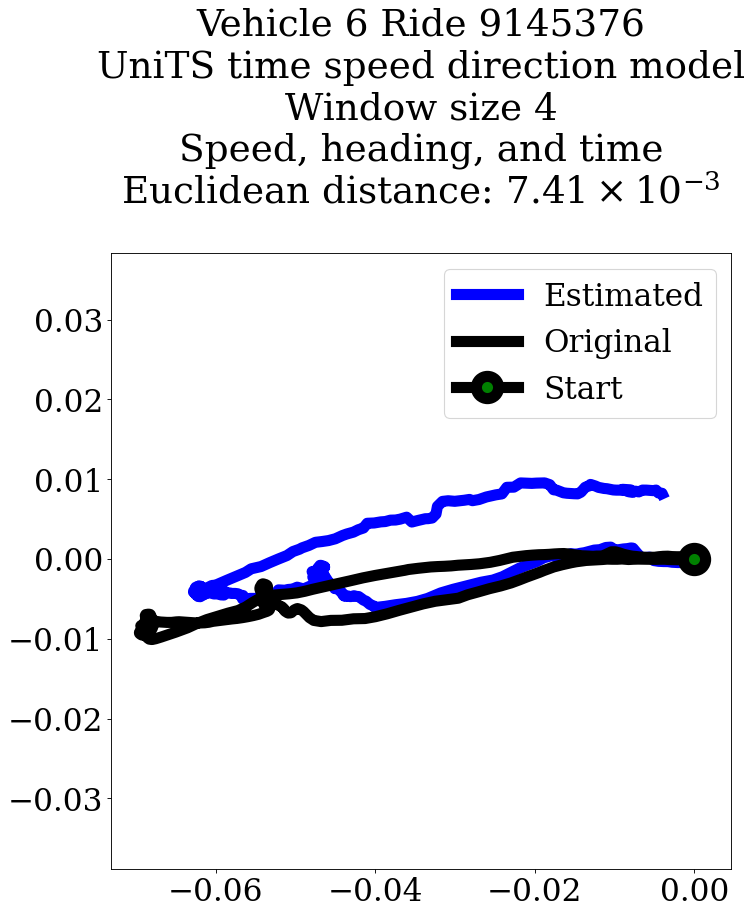 Vehicle 6 Ride 9145376
UniTS time speed direction model
Window size 4
Speed, heading, and time
Euclidean distance: 7.41 × 10⁻³
Estimated
Original
Start
0.03
0.02
0.01
0.00
−0.01
−0.02
−0.03
−0.06 −0.04 −0.02 0.00